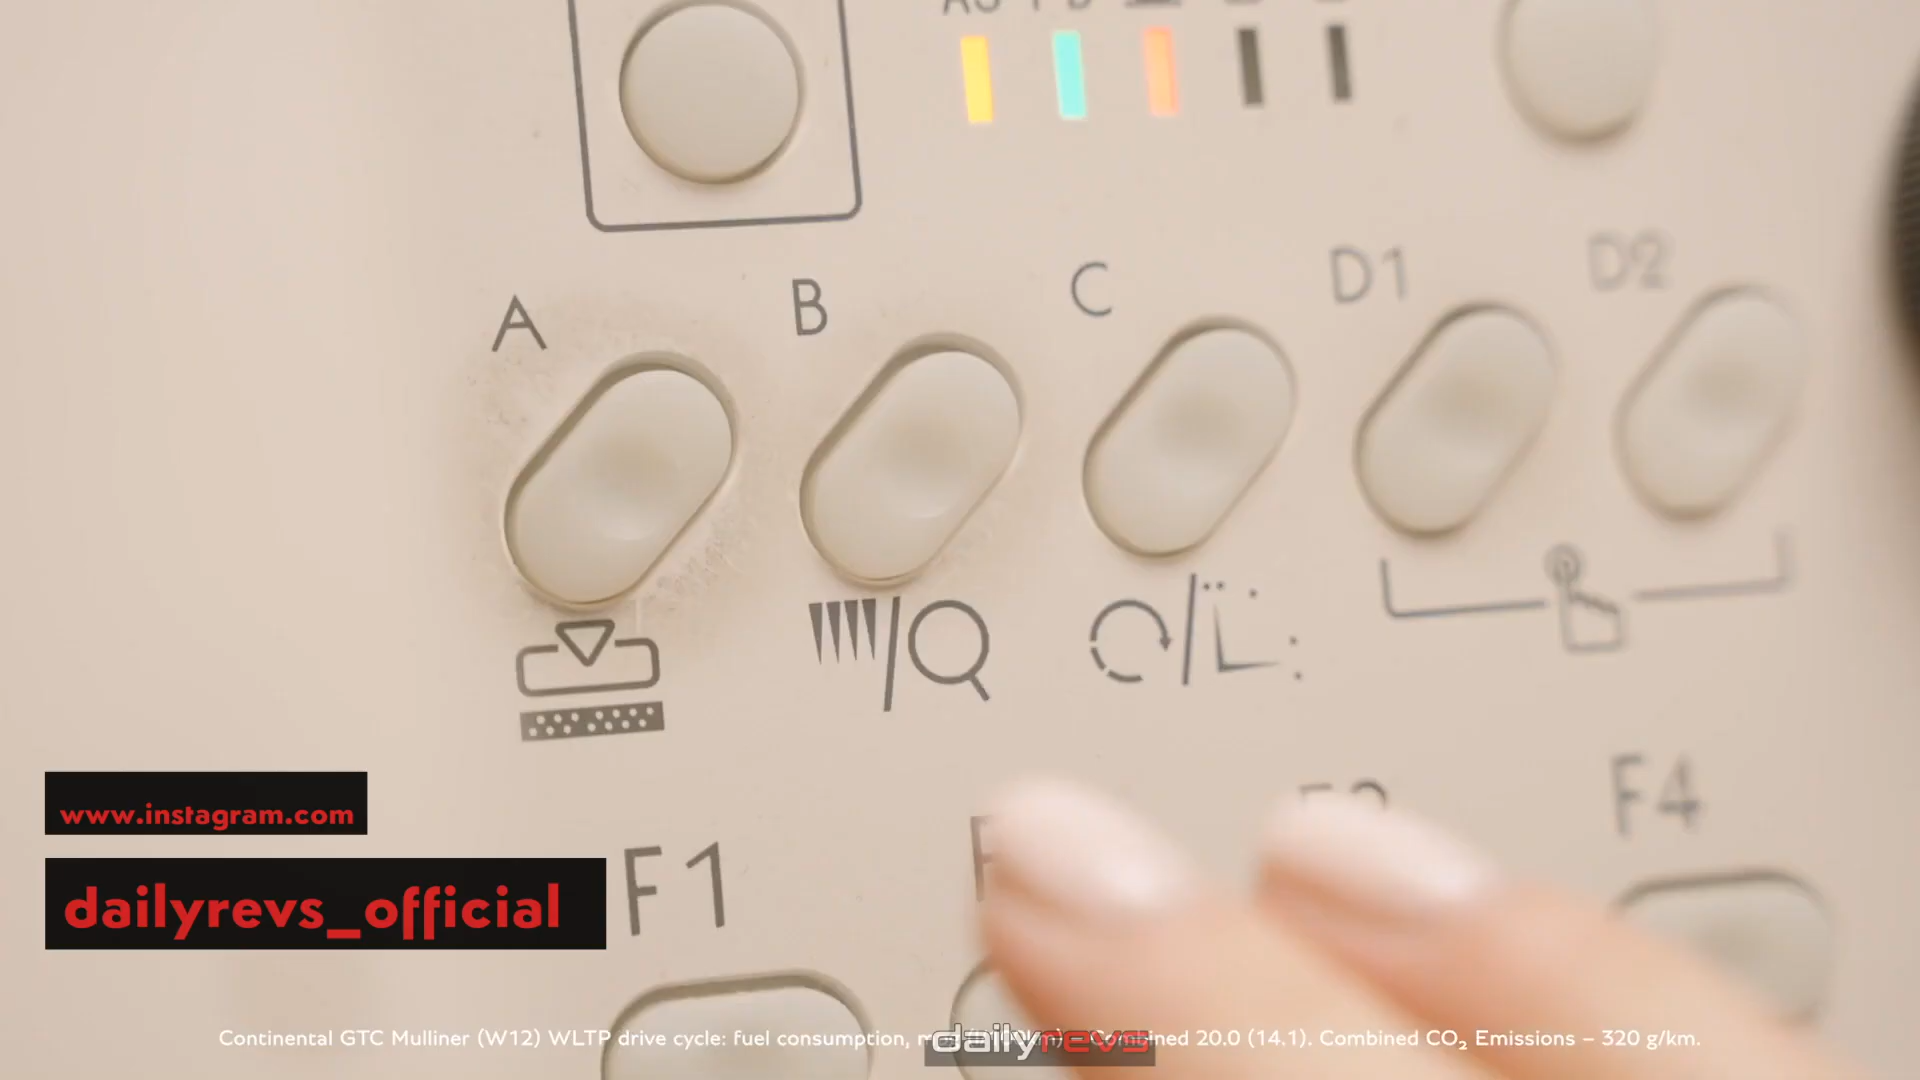 A B C D1 D2
www.instagram.com
F4
F1
dailyrevs_official
Continental GTC Mulliner (W12) WLTP drive cycle: fuel consumption, Combined 20.0 (14.1). Combined CO₂ Emissions – 320 g/km.
dailyrevs